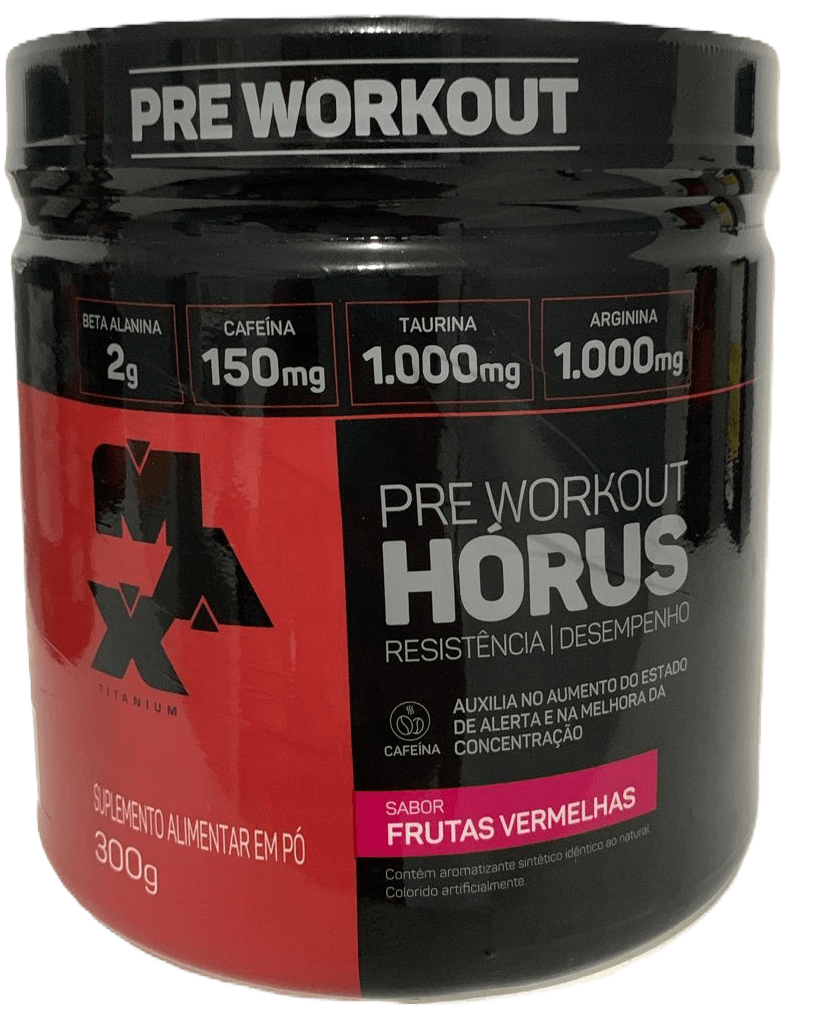 PRE WORKOUT
BETA ALANINA
2g
CAFEÍNA
150mg
TAURINA
1.000mg
ARGININA
1.000mg
MAX
TITANIUM
PRE WORKOUT
HÓRUS
RESISTÊNCIA | DESEMPENHO
CAFEÍNA
AUXILIA NO AUMENTO DO ESTADO
DE ALERTA E NA MELHORA DA
CONCENTRAÇÃO
SABOR
FRUTAS VERMELHAS
Contém aromatizante sintético idêntico ao natural.
Colorido artificialmente.
SUPLEMENTO ALIMENTAR EM PÓ
300g